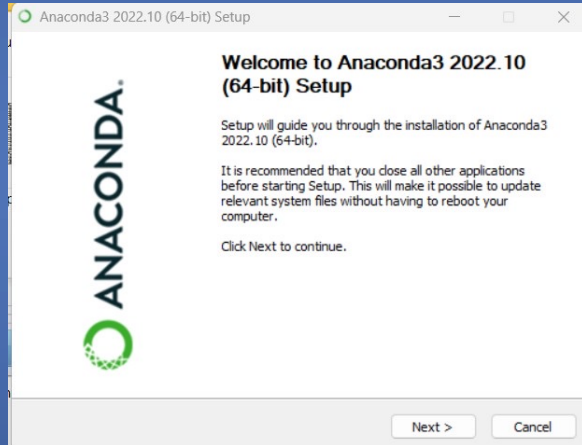 Anaconda3 2022.10 (64-bit) Setup
ANACONDA.
Welcome to Anaconda3 2022.10
(64-bit) Setup
Setup will guide you through the installation of Anaconda3
2022.10 (64-bit).
It is recommended that you close all other applications
before starting Setup. This will make it possible to update
relevant system files without having to reboot your
computer.
Click Next to continue.
Next >
Cancel